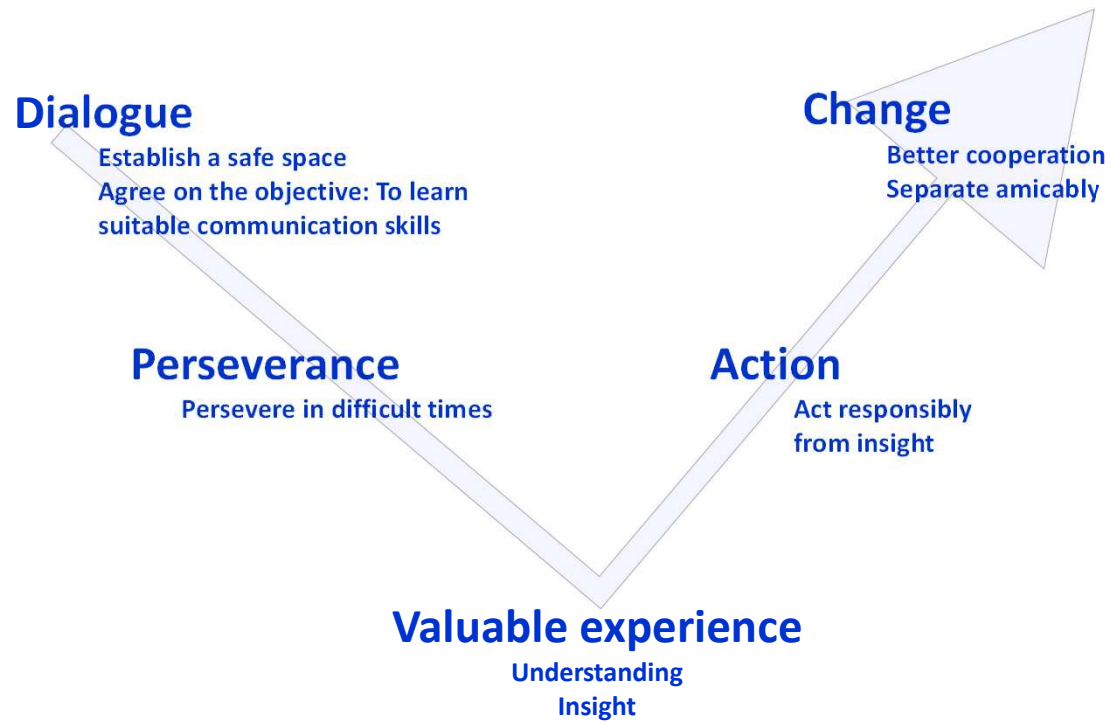 Dialogue
Establish a safe space
Agree on the objective: To learn
suitable communication skills
Perseverance
Persevere in difficult times
Valuable experience
Understanding
Insight
Action
Act responsibly
from insight
Change
Better cooperation
Separate amicably